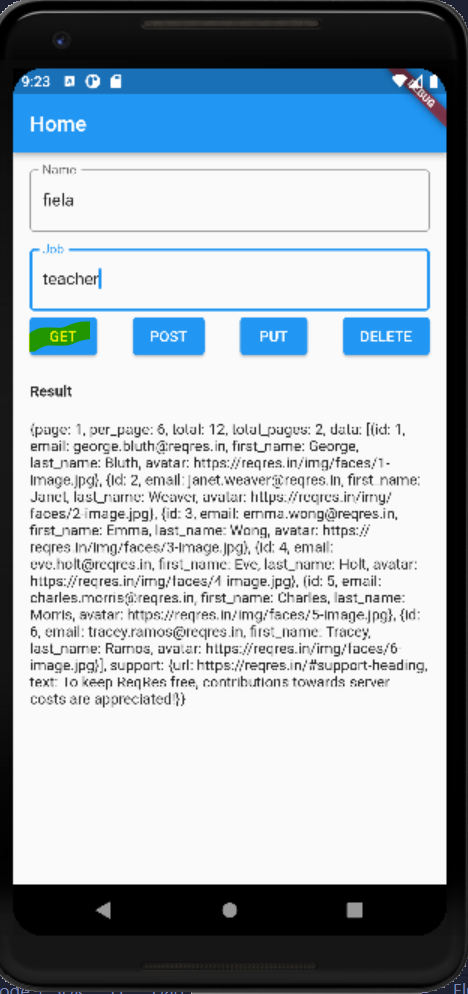 9:23
DEBUG
Home
Name
fiela
Job
teacher
GET POST PUT DELETE
Result
{page: 1, per_page: 6, total: 12, total_pages: 2, data: [{id: 1,
email: george.bluth@reqres.in, first_name: George,
last_name: Bluth, avatar: https://reqres.in/img/faces/1-
image.jpg}, {id: 2, email: janet.weaver@reqres.in, first_name:
Janet, last_name: Weaver, avatar: https://reqres.in/img/
faces/2-image.jpg}, {id: 3, email: emma.wong@reqres.in,
first_name: Emma, last_name: Wong, avatar: https://
reqres.in/img/faces/3-image.jpg}, {id: 4, email:
eve.holt@reqres.in, first_name: Eve, last_name: Holt, avatar:
https://reqres.in/img/faces/4-image.jpg}, {id: 5, email:
charles.morris@reqres.in, first_name: Charles, last_name:
Morris, avatar: https://reqres.in/img/faces/5-image.jpg}, {id:
6, email: tracey.ramos@reqres.in, first_name: Tracey,
last_name: Ramos, avatar: https://reqres.in/img/faces/6-
image.jpg}], support: {url: https://reqres.in/#support-heading,
text: To keep ReqRes free, contributions towards server
costs are appreciated!}}